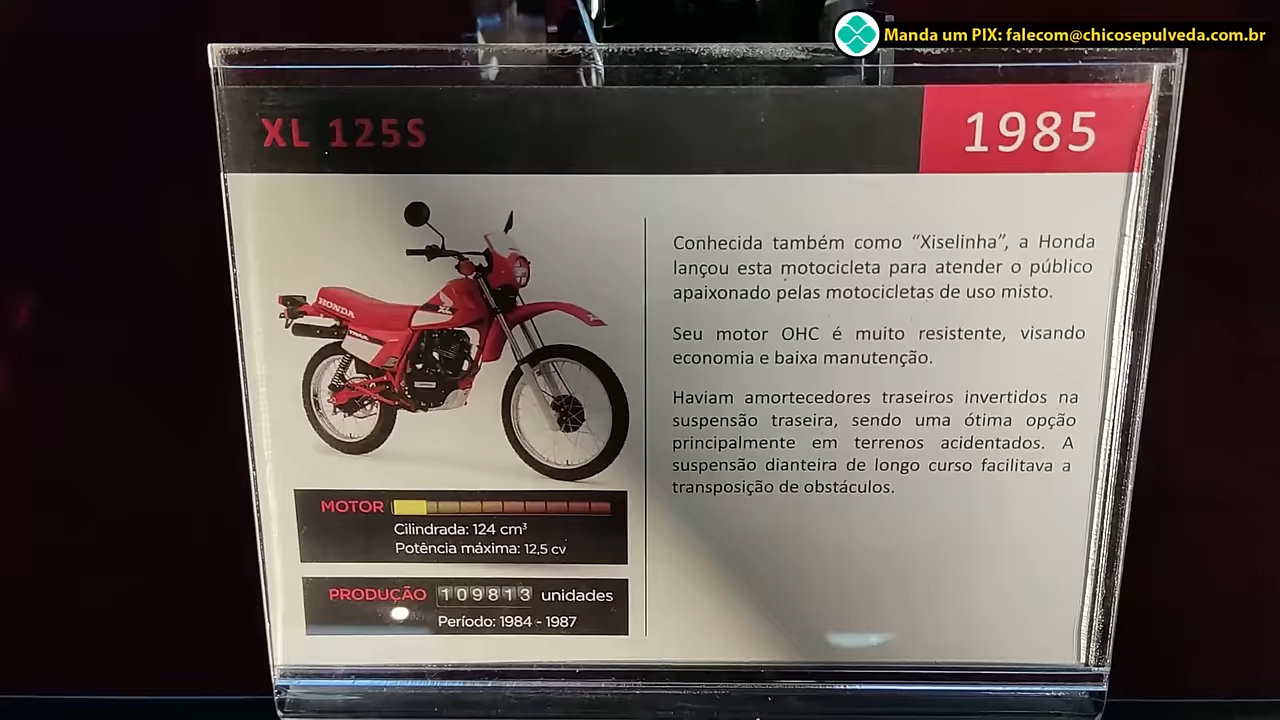 Manda um PIX: falecom@chicosepulveda.com.br
XL 125S
1985
Conhecida também como “Xiselinha”, a Honda
lançou esta motocicleta para atender o público
apaixonado pelas motocicletas de uso misto.
Seu motor OHC é muito resistente, visando
economia e baixa manutenção.
Haviam amortecedores traseiros invertidos na
suspensão traseira, sendo uma ótima opção
principalmente em terrenos acidentados. A
suspensão dianteira de longo curso facilitava a
transposição de obstáculos.
HONDA
XL
MOTOR
Cilindrada: 124 cm³
Potência máxima: 12,5 cv
PRODUÇÃO 109813 unidades
Período: 1984 - 1987